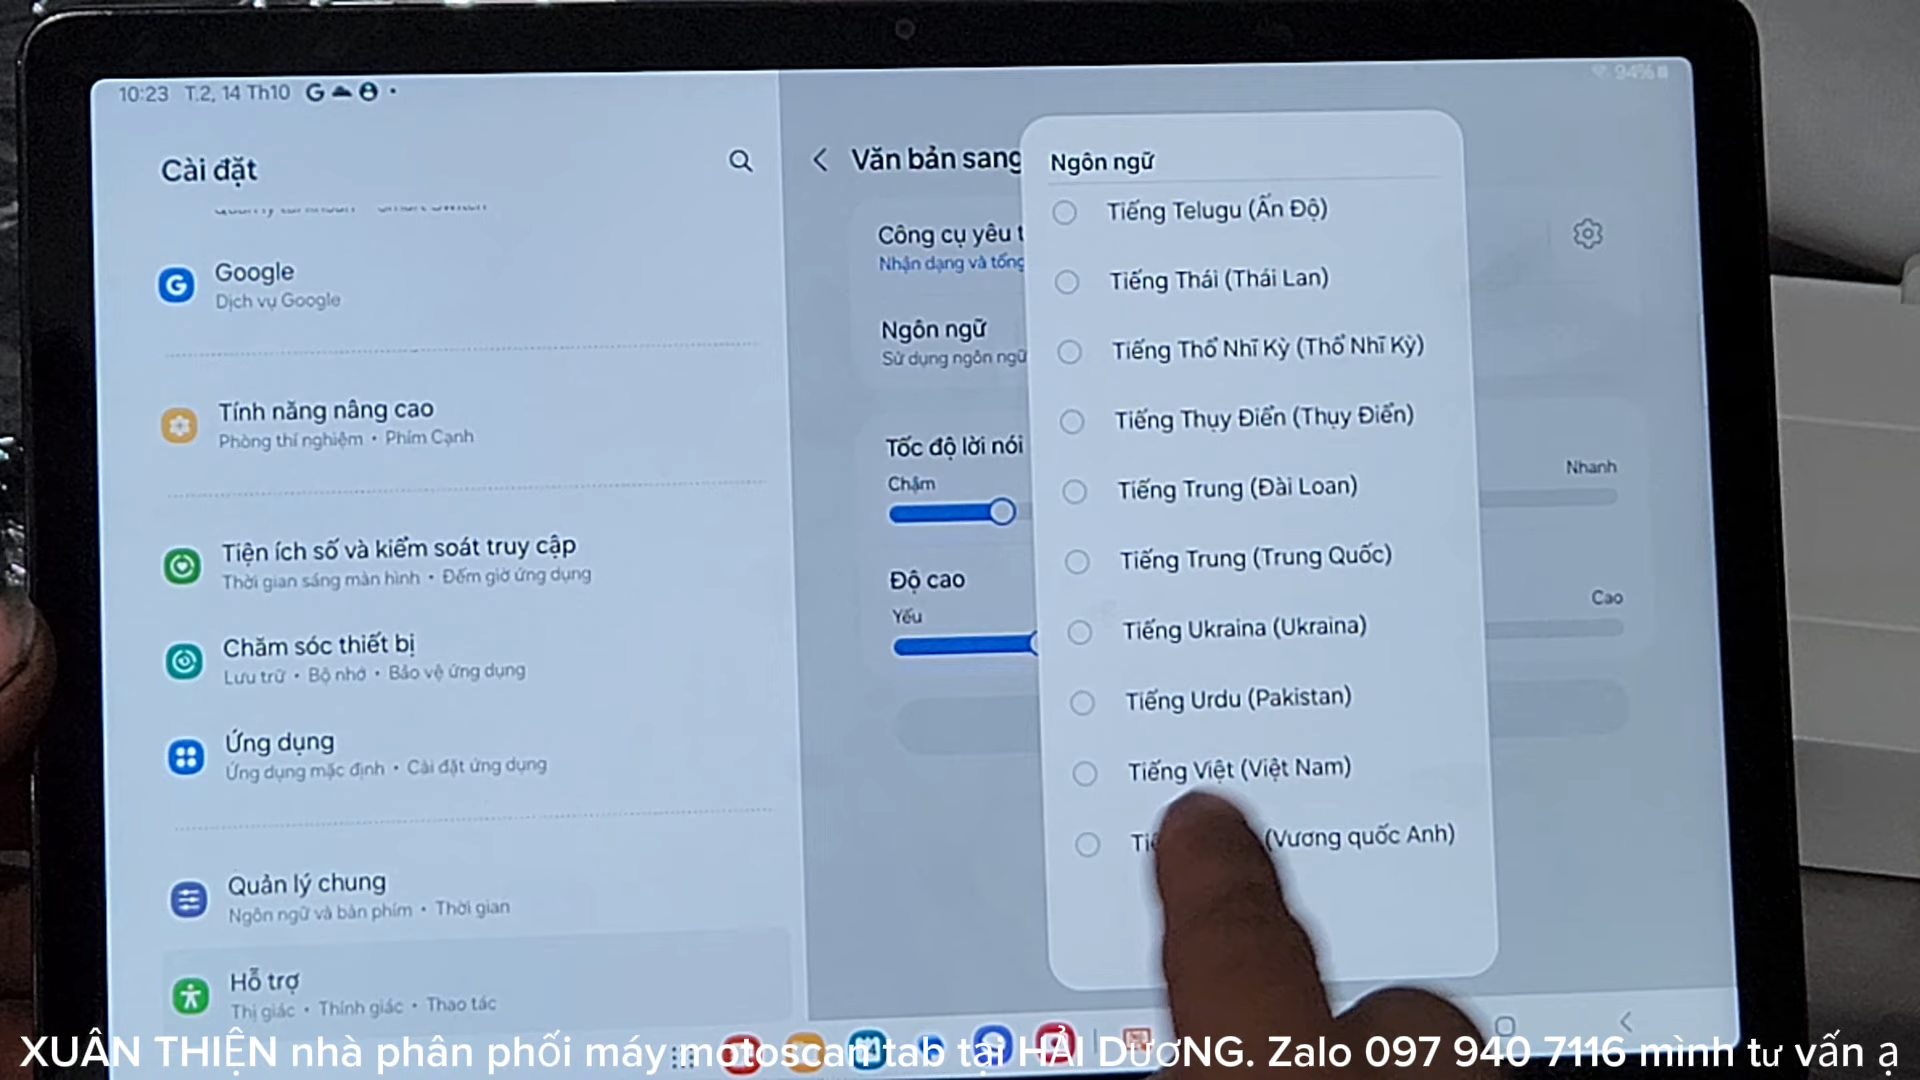 10:23 T.2, 14 Th10
94%
Cài đặt
Google
Dịch vụ Google
Tính năng nâng cao
Phòng thí nghiệm • Phím Cạnh
Tiện ích số và kiểm soát truy cập
Thời gian sáng màn hình • Đếm giờ ứng dụng
Chăm sóc thiết bị
Lưu trữ • Bộ nhớ • Bảo vệ ứng dụng
Ứng dụng
Ứng dụng mặc định • Cài đặt ứng dụng
Quản lý chung
Ngôn ngữ và bàn phím • Thời gian
Hỗ trợ
Thị giác • Thính giác • Thao tác
Văn bản sang
Công cụ yêu t
Nhận dạng và tổng
Ngôn ngữ
Sử dụng ngôn ngữ
Tốc độ lời nói
Chậm
Nhanh
Độ cao
Yếu
Cao
Ngôn ngữ
Tiếng Telugu (Ấn Độ)
Tiếng Thái (Thái Lan)
Tiếng Thổ Nhĩ Kỳ (Thổ Nhĩ Kỳ)
Tiếng Thụy Điển (Thụy Điển)
Tiếng Trung (Đài Loan)
Tiếng Trung (Trung Quốc)
Tiếng Ukraina (Ukraina)
Tiếng Urdu (Pakistan)
Tiếng Việt (Việt Nam)
(Vương quốc Anh)
XUÂN THIỆN nhà phân phối máy motoscan tab tại HẢI DƯƠNG. Zalo 097 940 7116 mình tư vấn ạ